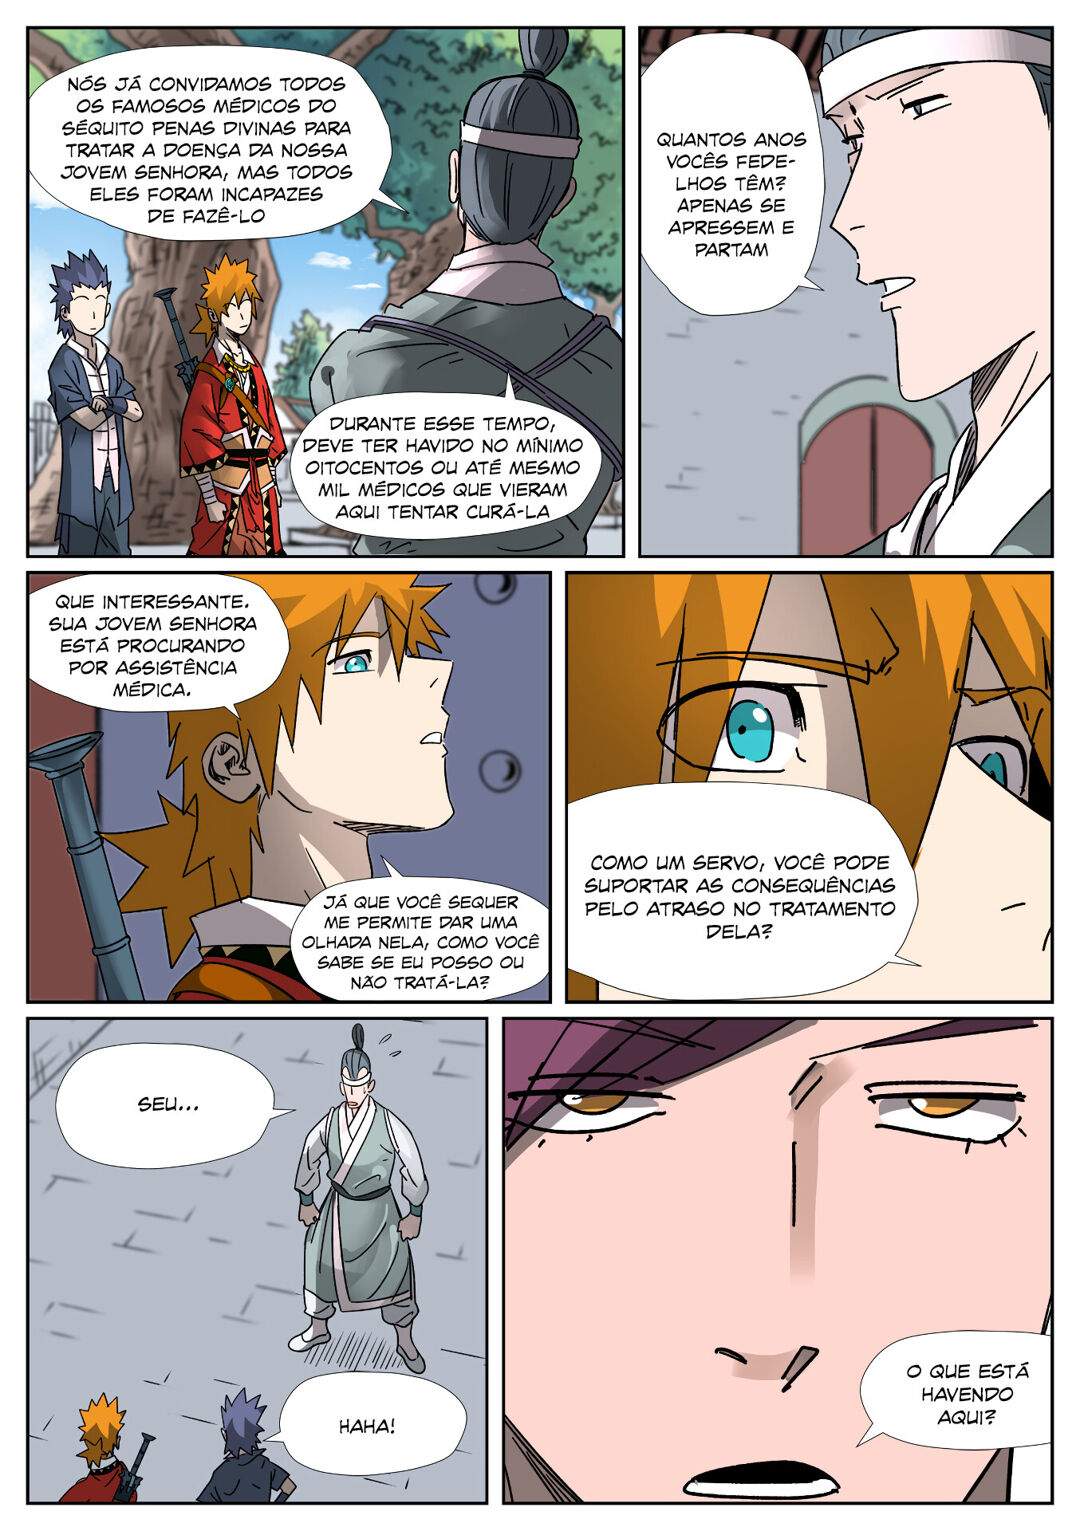 NÓS JÁ CONVIDAMOS TODOS
OS FAMOSOS MÉDICOS DO
SÉQUITO PENAS DIVINAS PARA
TRATAR A DOENÇA DA NOSSA
JOVEM SENHORA, MAS TODOS
ELES FORAM INCAPAZES
DE FAZÊ-LO
DURANTE ESSE TEMPO,
DEVE TER HAVIDO NO MÍNIMO
OITOCENTOS OU ATÉ MESMO
MIL MÉDICOS QUE VIERAM
AQUI TENTAR CURÁ-LA
QUANTOS ANOS
VOCÊS FEDE-
LHOS TÊM?
APENAS SE
APRESSEM E
PARTAM
QUE INTERESSANTE.
SUA JOVEM SENHORA
ESTÁ PROCURANDO
POR ASSISTÊNCIA
MÉDICA.
JÁ QUE VOCÊ SEQUER
ME PERMITE DAR UMA
OLHADA NELA, COMO VOCÊ
SABE SE EU POSSO OU
NÃO TRATÁ-LA?
COMO UM SERVO, VOCÊ PODE
SUPORTAR AS CONSEQUÊNCIAS
PELO ATRASO NO TRATAMENTO
DELA?
SEU...
HAHA!
O QUE ESTÁ
HAVENDO
AQUI?